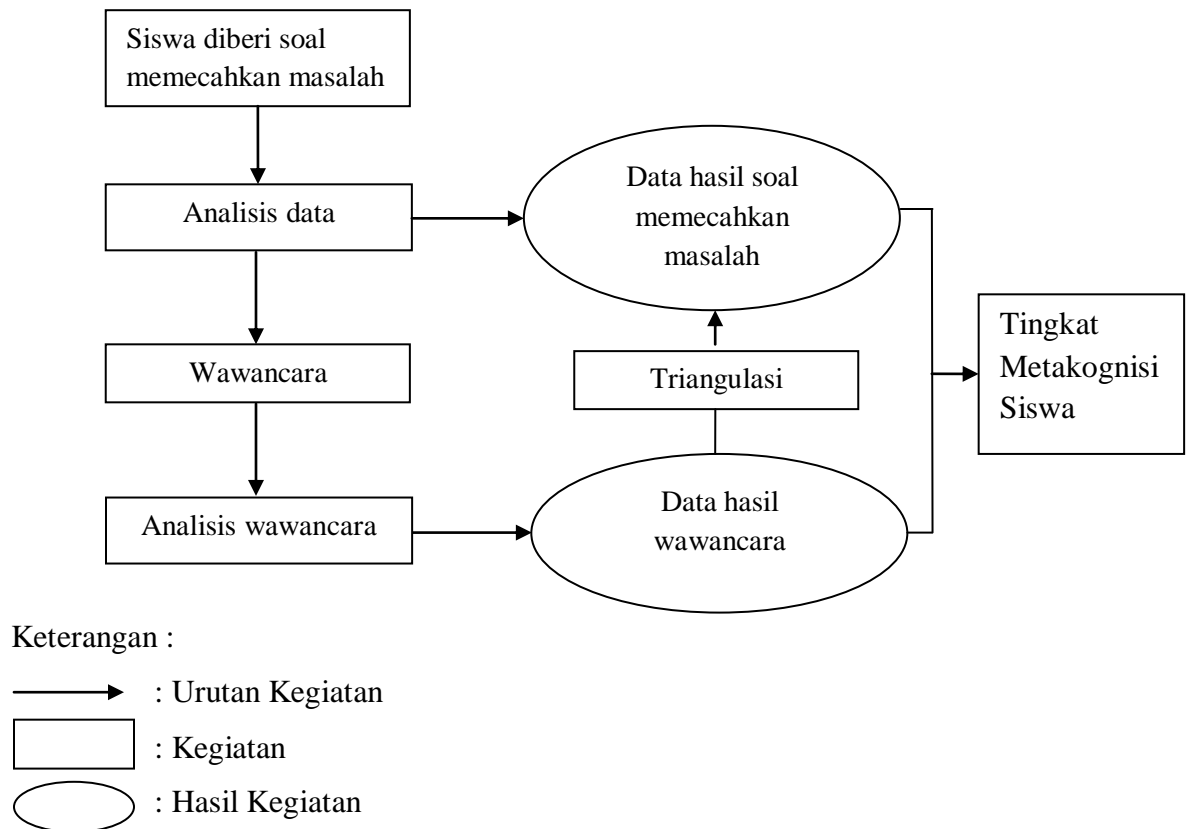 Siswa diberi soal
memecahkan masalah
Analisis data
Data hasil soal
memecahkan
masalah
Wawancara
Triangulasi
Tingkat
Metakognisi
Siswa
Analisis wawancara
Data hasil
wawancara
Keterangan :
: Urutan Kegiatan
: Kegiatan
: Hasil Kegiatan